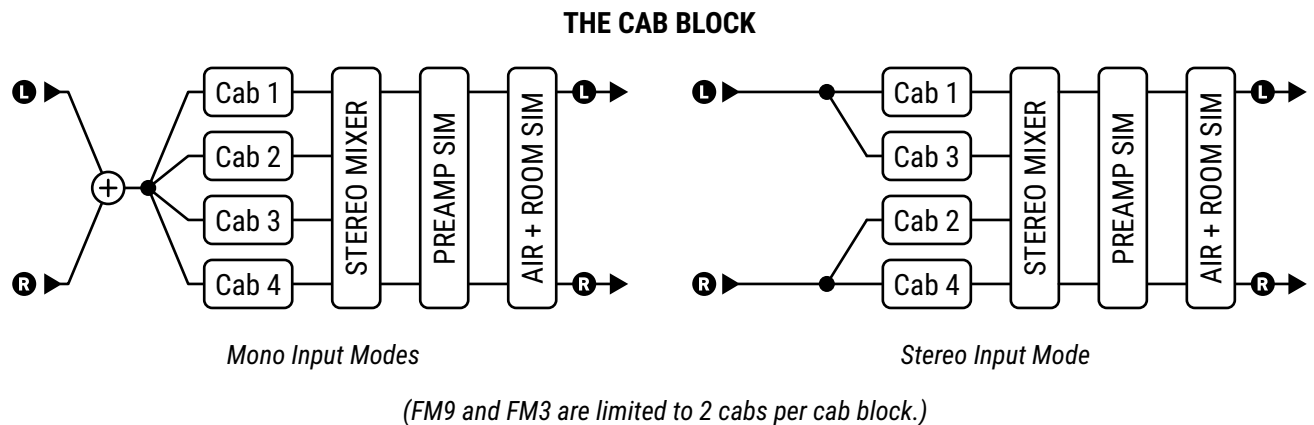 THE CAB BLOCK
L
Cab 1
Cab 2
Cab 3
Cab 4
R
STEREO MIXER
PREAMP SIM
AIR + ROOM SIM
L
R
Mono Input Modes
L
Cab 1
Cab 3
Cab 2
Cab 4
R
STEREO MIXER
PREAMP SIM
AIR + ROOM SIM
L
R
Stereo Input Mode
(FM9 and FM3 are limited to 2 cabs per cab block.)